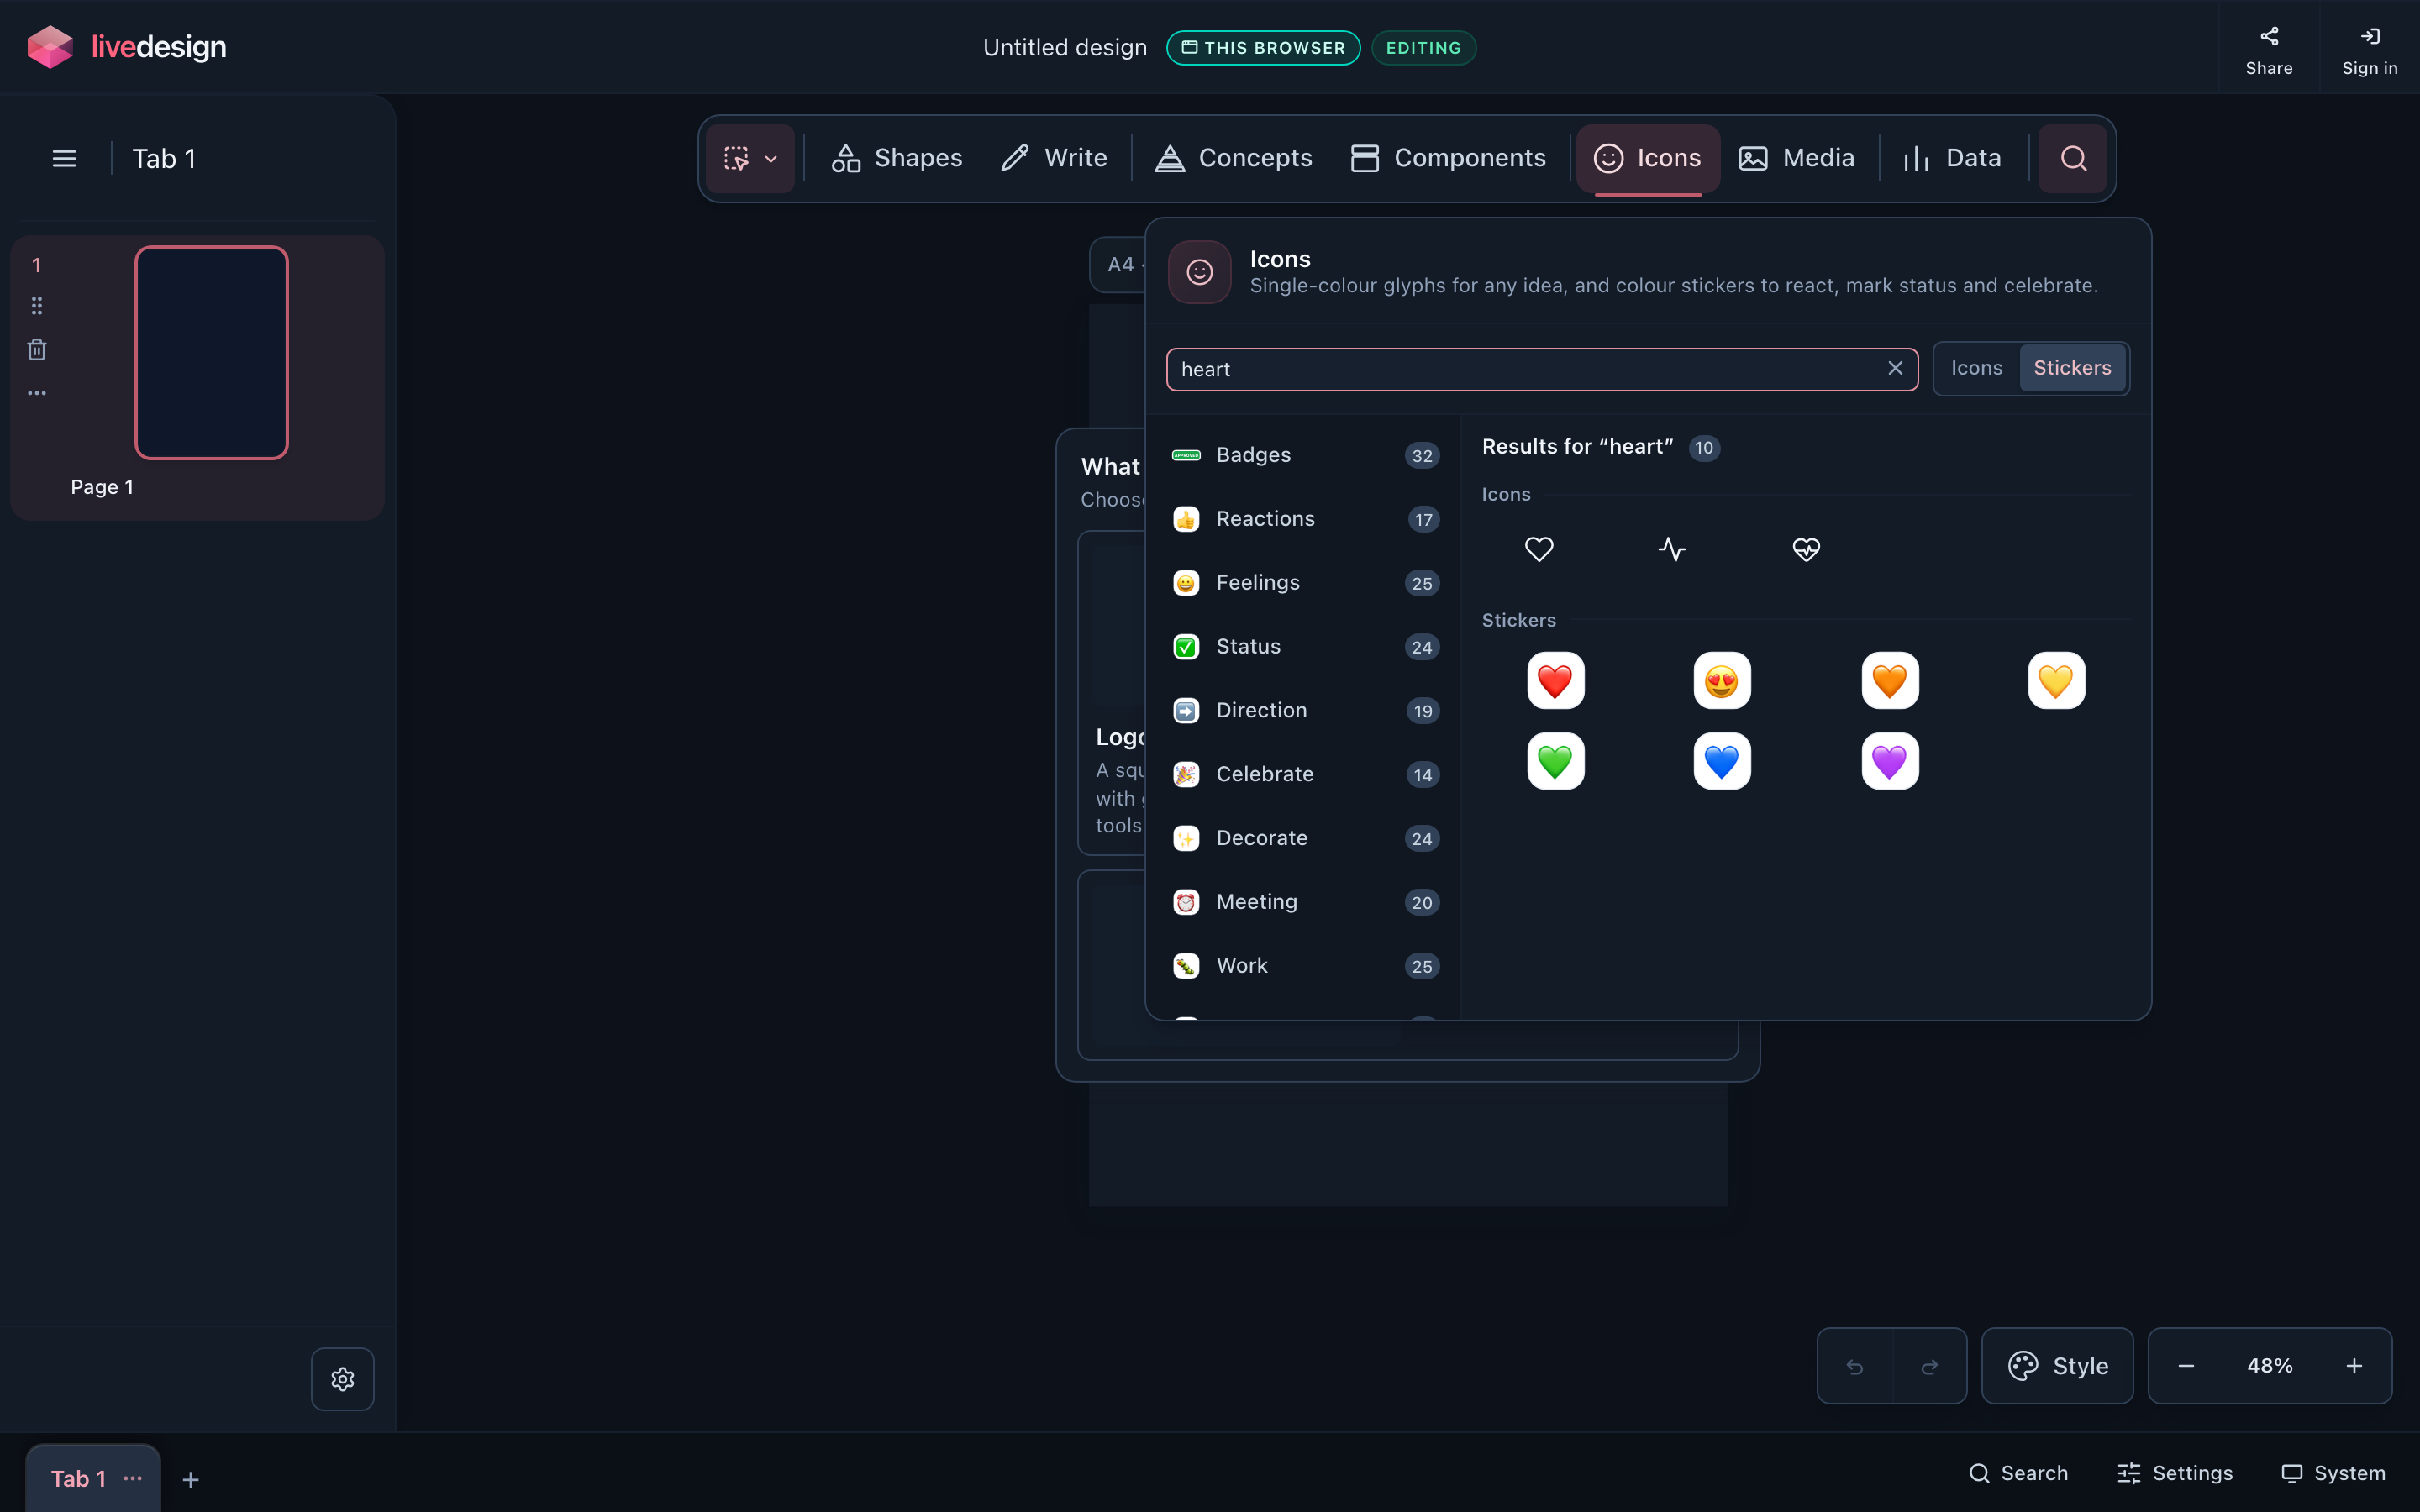 livedesign
Untitled design
THIS BROWSER
EDITING
Share
Sign in
Tab 1
Shapes
Write
Concepts
Components
Icons
Media
Data
1
Page 1
A4
Icons
Single-colour glyphs for any idea, and colour stickers to react, mark status and celebrate.
heart
Icons
Stickers
What
Badges 32
Reactions 17
Feelings 25
Status 24
Direction 19
Celebrate 14
Decorate 24
Meeting 20
Work 25
Results for “heart” 10
Icons
Stickers
A squ
with
tools
Style
48%
Tab 1
Search
Settings
System